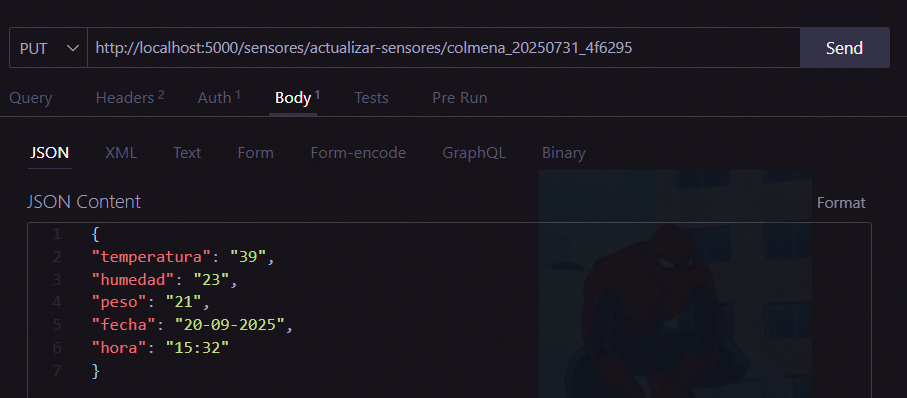 PUT http://localhost:5000/sensores/actualizar-sensores/colmena_20250731_4f6295 Send
Query Headers 2 Auth 1 Body 1 Tests Pre Run
JSON XML Text Form Form-encode GraphQL Binary
JSON Content Format
1 {
2 "temperatura": "39",
3 "humedad": "23",
4 "peso": "21",
5 "fecha": "20-09-2025",
6 "hora": "15:32"
7 }